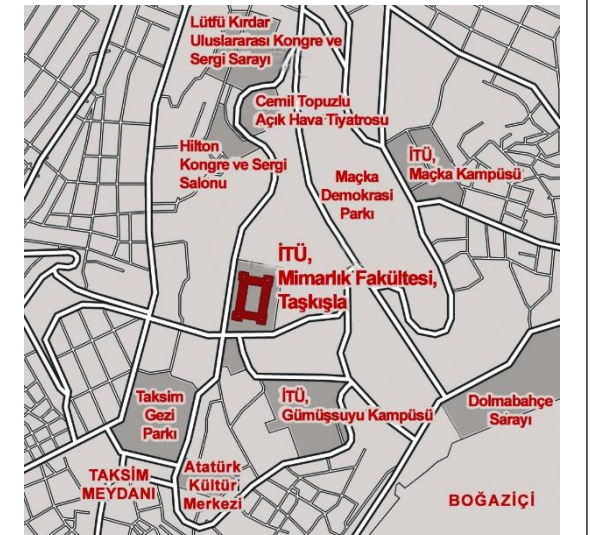 Lütfü Kırdar
Uluslararası Kongre ve
Sergi Sarayı
Cemil Topuzlu
Açık Hava Tiyatrosu
Hilton
Kongre ve Sergi
Salonu
İTÜ,
Maçka Kampüsü
Maçka
Demokrasi
Parkı
İTÜ,
Mimarlık Fakültesi,
Taşkışla
Taksim
Gezi
Parkı
İTÜ,
Gümüşsuyu Kampüsü
Dolmabahçe
Sarayı
TAKSİM
MEYDANI
Atatürk
Kültür
Merkezi
BOĞAZİÇİ